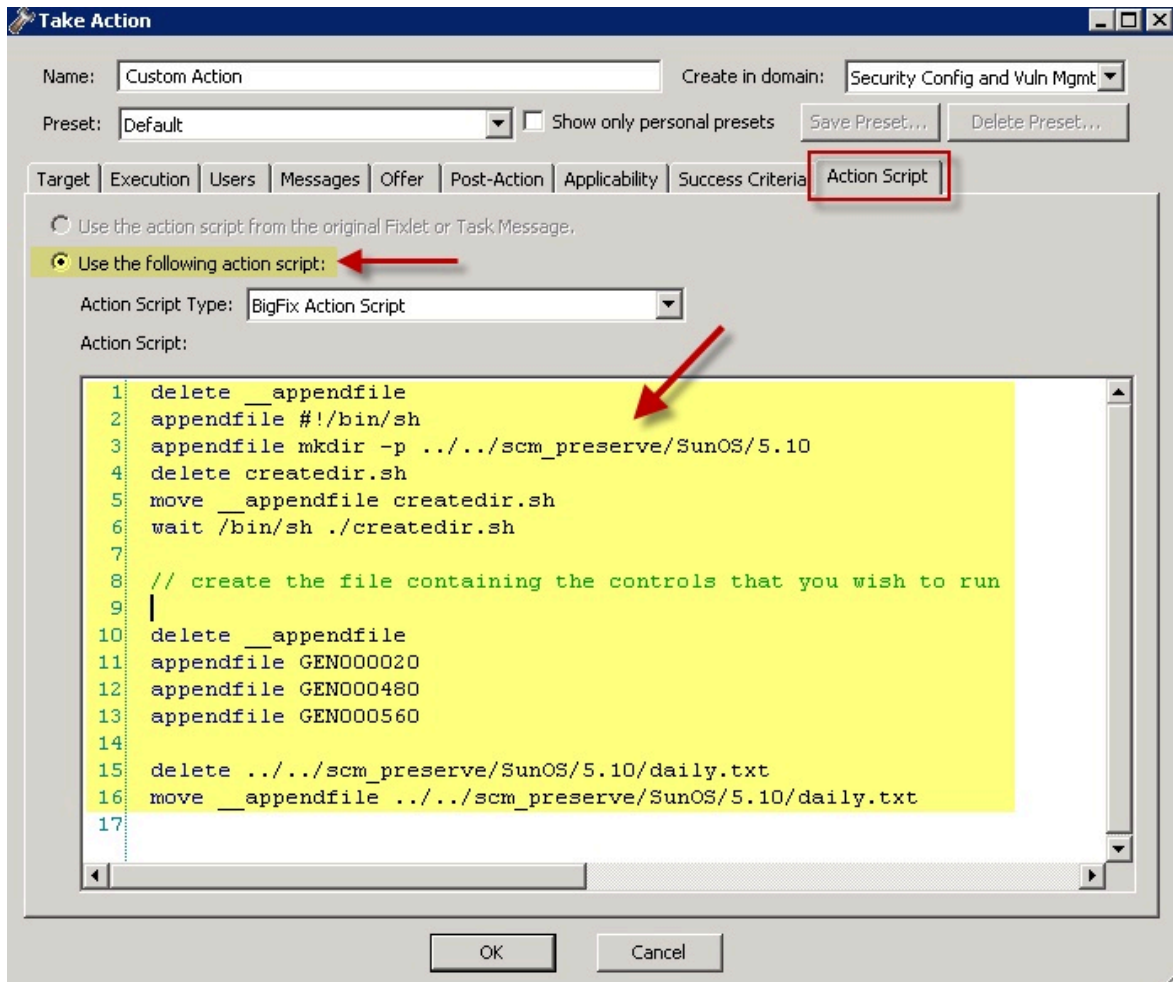 Take Action
Name: Custom Action Create in domain: Security Config and Vuln Mgmt
Preset: Default Show only personal presets Save Preset... Delete Preset...
Target Execution Users Messages Offer Post-Action Applicability Success Criteria Action Script
Use the action script from the original Fixlet or Task Message.
Use the following action script:
Action Script Type: BigFix Action Script
Action Script:
1 delete __appendfile
2 appendfile #!/bin/sh
3 appendfile mkdir -p ../../scm_preserve/SunOS/5.10
4 delete createdir.sh
5 move __appendfile createdir.sh
6 wait /bin/sh ./createdir.sh
7
8 // create the file containing the controls that you wish to run
9
10 delete __appendfile
11 appendfile GEN000020
12 appendfile GEN000480
13 appendfile GEN000560
14
15 delete ../../scm_preserve/SunOS/5.10/daily.txt
16 move __appendfile ../../scm_preserve/SunOS/5.10/daily.txt
17
OK Cancel